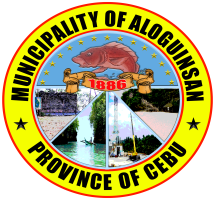 MUNICIPALITY OF ALOGUINSAN
1886
PROVINCE OF CEBU